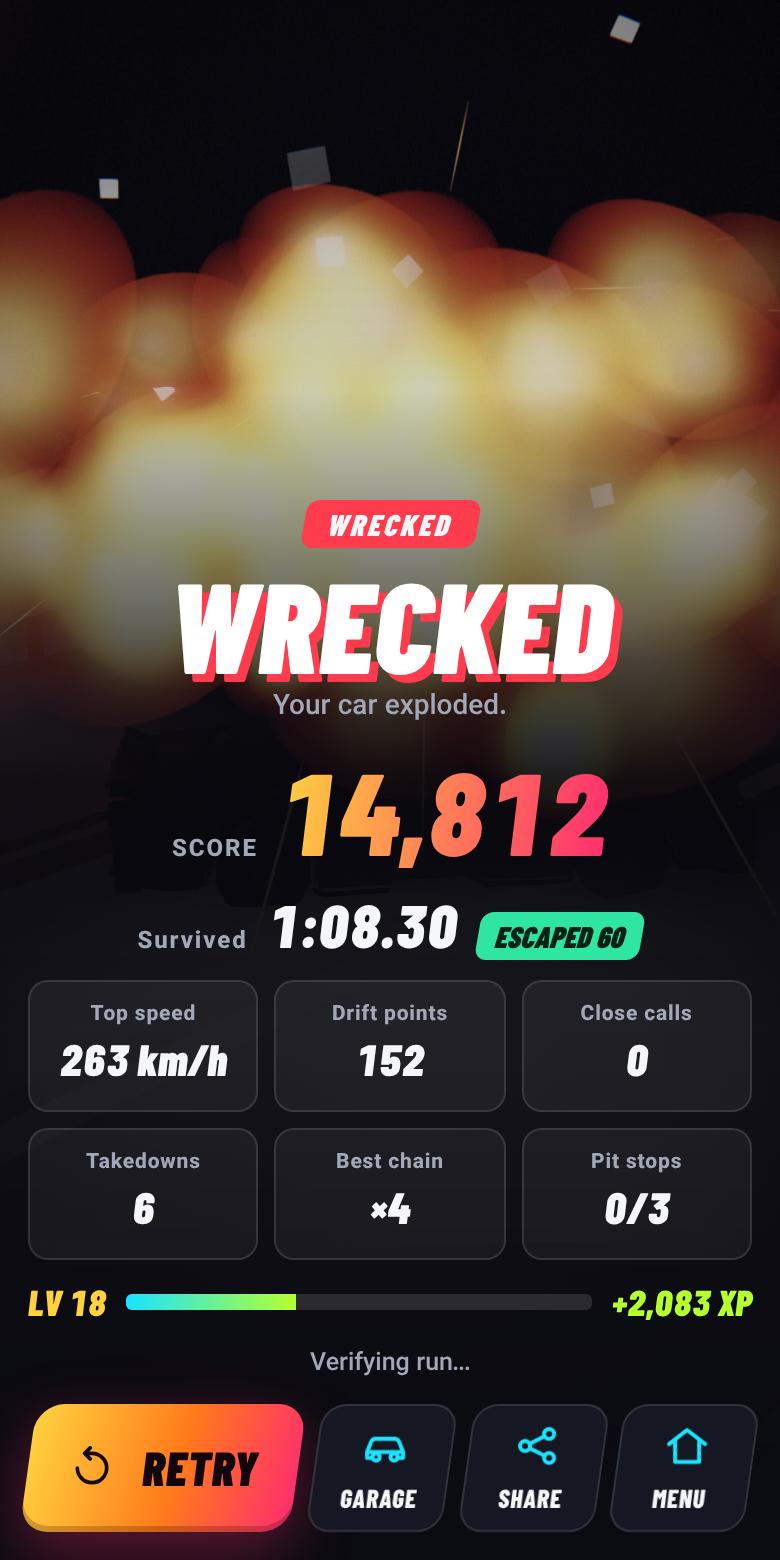 WRECKED
WRECKED
Your car exploded.
SCORE 14,812
Survived 1:08.30 ESCAPED 60
Top speed Drift points Close calls
263 km/h 152 0
Takedowns Best chain Pit stops
6 ×4 0/3
LV 18 +2,083 XP
Verifying run...
RETRY
GARAGE SHARE MENU